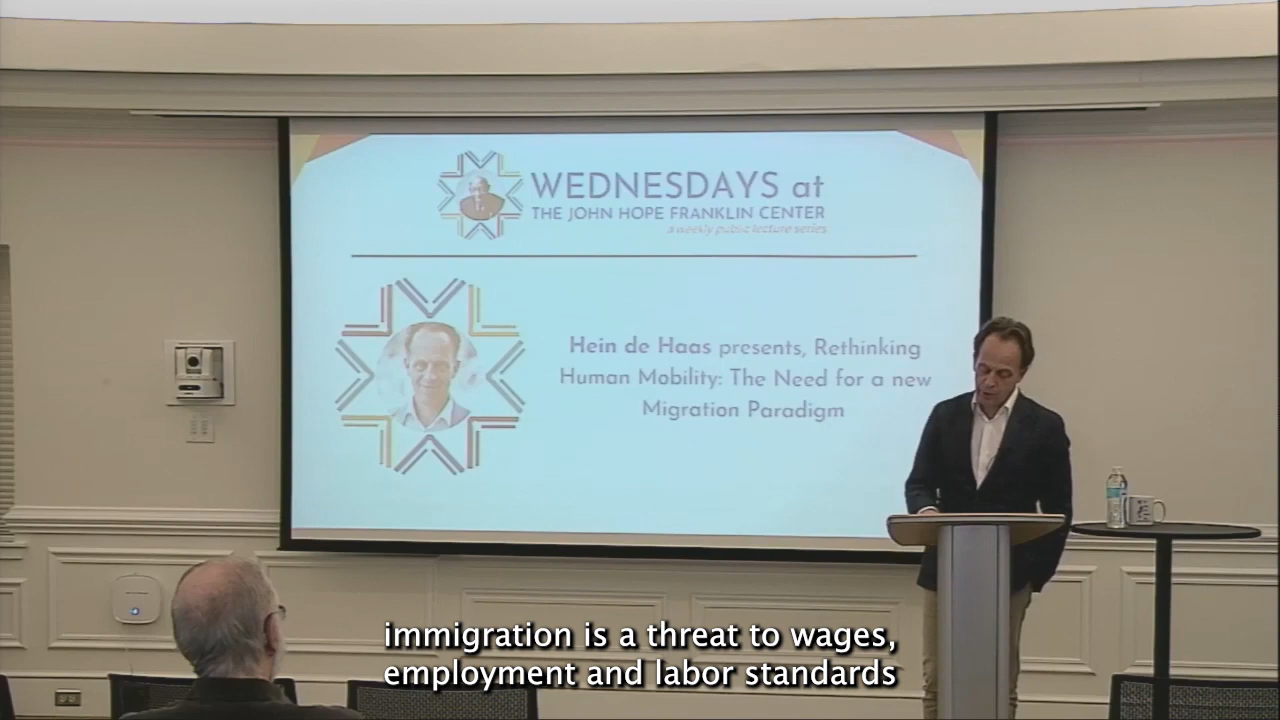 WEDNESDAYS at
THE JOHN HOPE FRANKLIN CENTER
a weekly public lecture series
Hein de Haas presents, Rethinking
Human Mobility: The Need for a new
Migration Paradigm
immigration is a threat to wages,
employment and labor standards